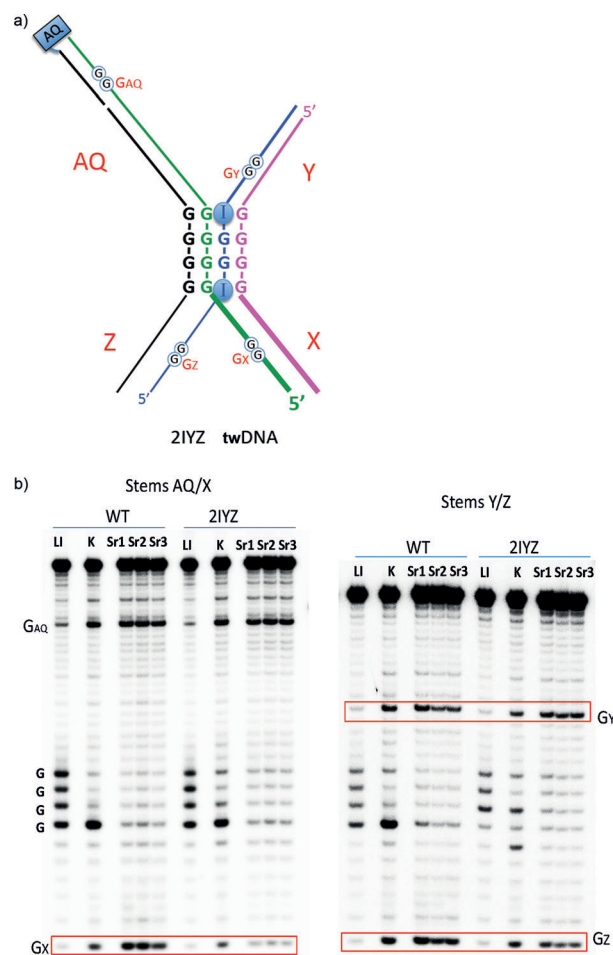 a)
AQ
G
G
GAQ
5'
G
GY
G
AQ
Y
G G I G
G G G G
G G G G
G G I G
Z
X
G
G
GZ
G
GX
G
5'
5'
2IYZ twDNA
b)
Stems AQ/X
WT 2IYZ
LI K Sr1 Sr2 Sr3 LI K Sr1 Sr2 Sr3
GAQ
G
G
G
G
GX
Stems Y/Z
WT 2IYZ
LI K Sr1 Sr2 Sr3 LI K Sr1 Sr2 Sr3
GY
GZ